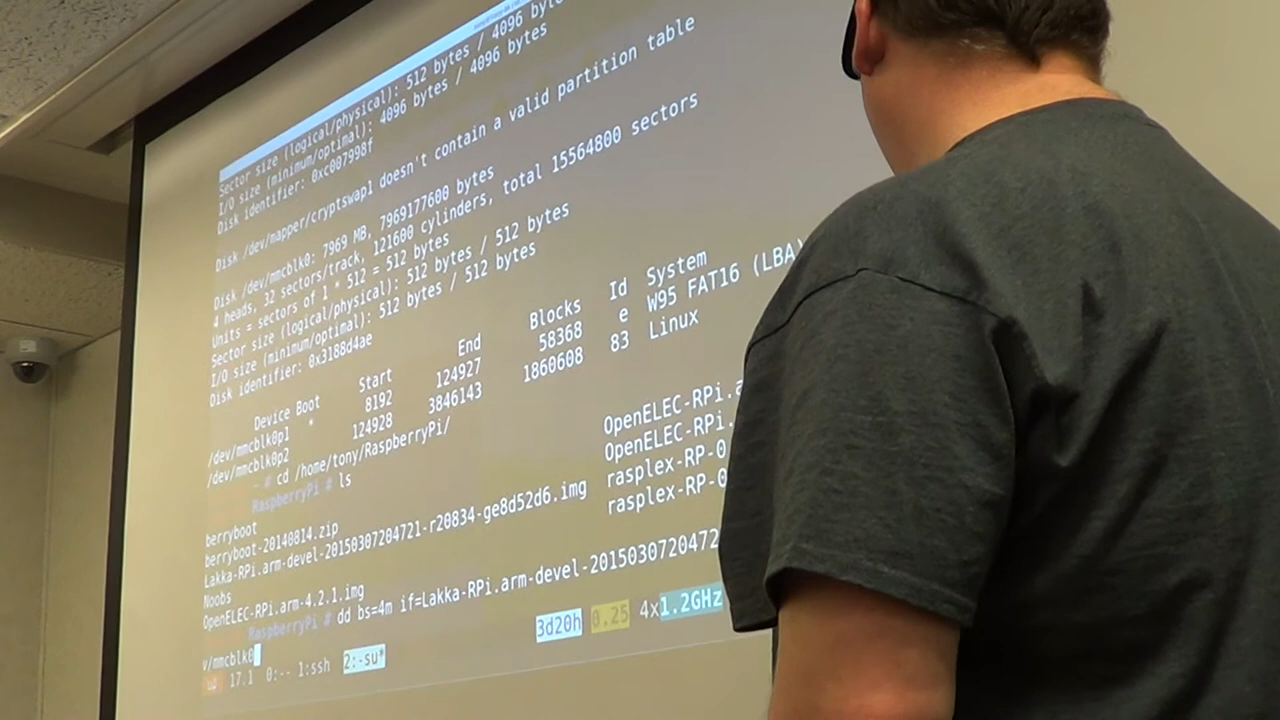 Sector size (logical/physical): 512 bytes / 4096 bytes
I/O size (minimum/optimal): 4096 bytes / 4096 bytes
Disk identifier: 0xc007998f
Disk /dev/mapper/cryptswap1 doesn't contain a valid partition table
Disk /dev/mmcblk0: 7969 MB, 7969177600 bytes
4 heads, 32 sectors/track, 121600 cylinders, total 15564800 sectors
Units = sectors of 1 * 512 = 512 bytes
Sector size (logical/physical): 512 bytes / 512 bytes
I/O size (minimum/optimal): 512 bytes / 512 bytes
Disk identifier: 0x3188d4ae
Device Boot Start End Blocks Id System
/dev/mmcblk0p1 * 8192 124927 58368 e W95 FAT16 (LBA)
/dev/mmcblk0p2 124928 3846143 1860608 83 Linux
~ # cd /home/tony/RaspberryPi/
RaspberryPi # ls
berryboot OpenELEC-RPi.
berryboot-20140814.zip OpenELEC-RPi.
Lakka-RPi.arm-devel-20150307204721-r20834-ge8d52d6.img rasplex-RP-0
Noobs rasplex-RP-0
OpenELEC-RPi.arm-4.2.1.img
RaspberryPi # dd bs=4m if=Lakka-RPi.arm-devel-2015030720472
v/mmcblk0
17.1 0:-- 1:ssh 2:-su* 3d20h 0.25 4x1.2GHz